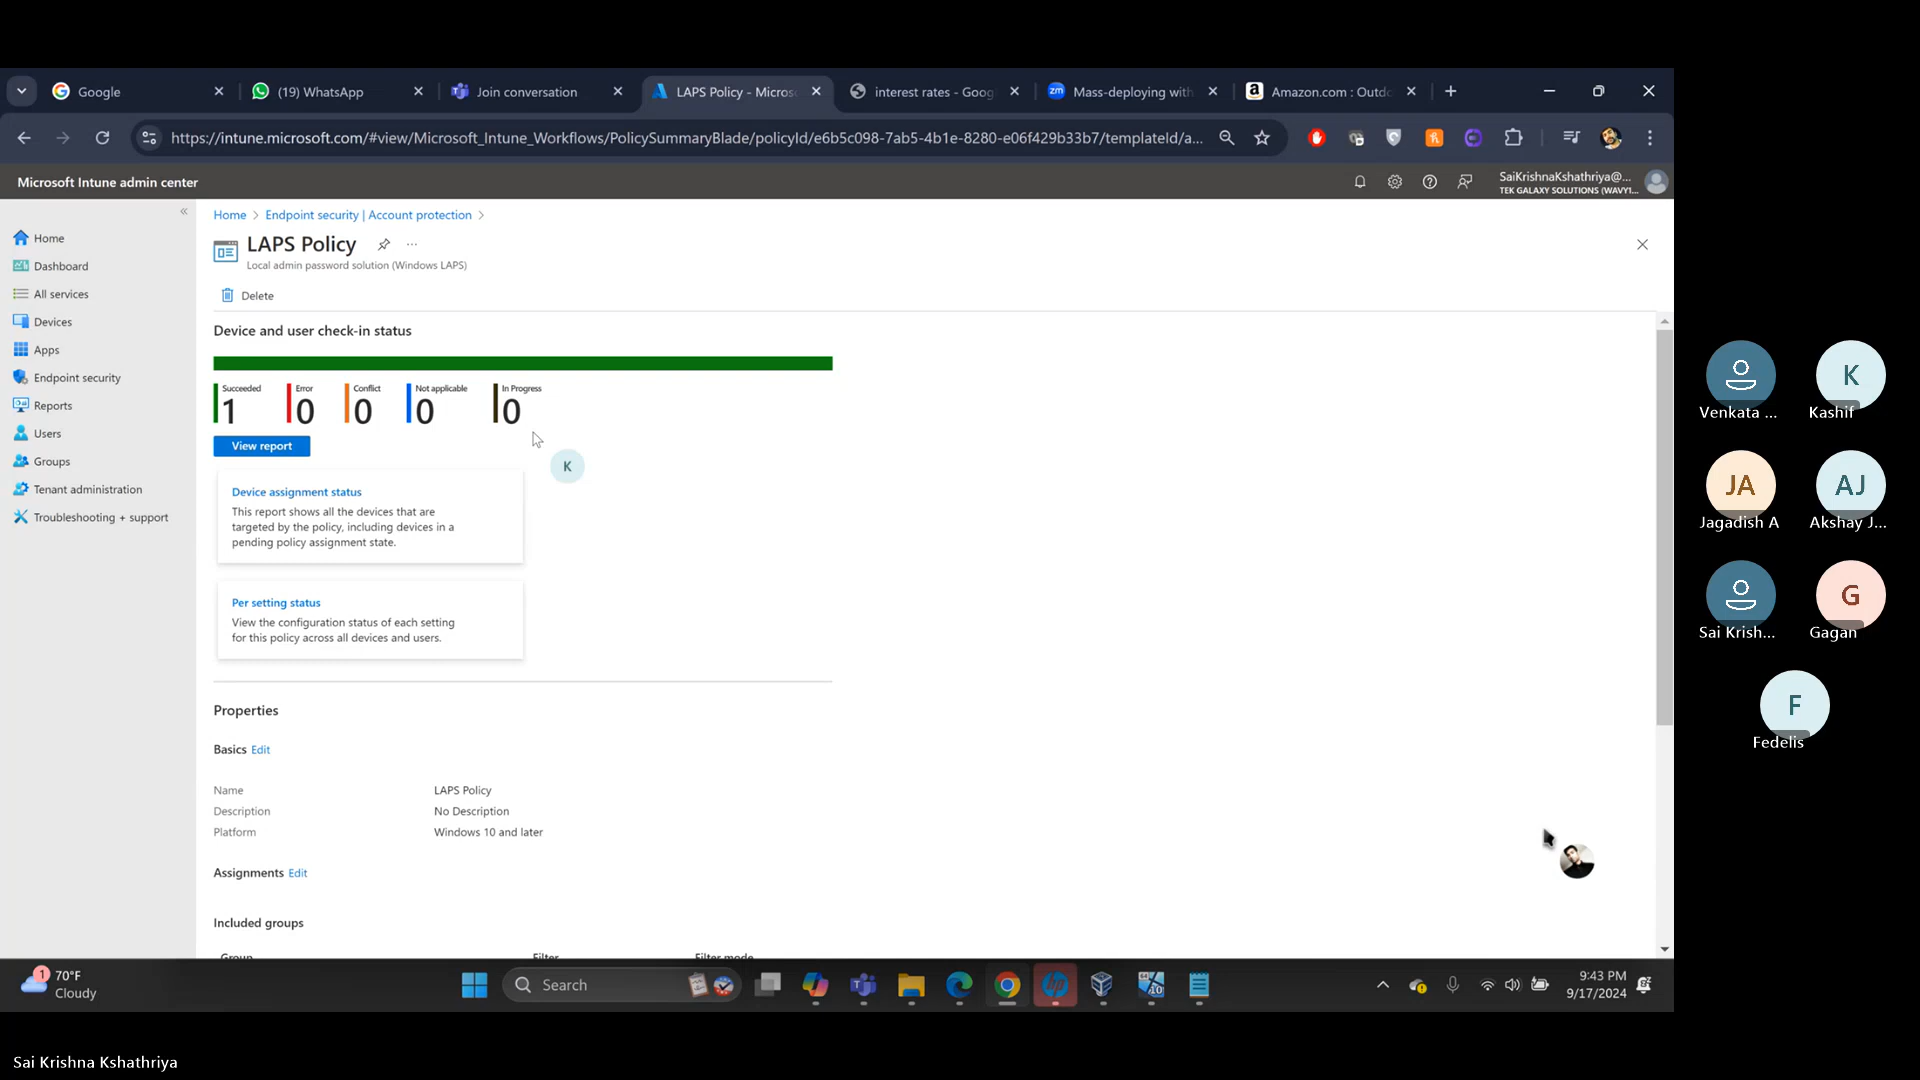 Google
(19) WhatsApp
Join conversation
LAPS Policy - Micros
interest rates - Goog
Mass-deploying with
Amazon.com : Outdo
https://intune.microsoft.com/#view/Microsoft_Intune_Workflows/PolicySummaryBlade/policyId/e6b5c098-7ab5-4b1e-8280-e06f429b33b7/templateId/a...
Microsoft Intune admin center
SaiKrishnaKshathriya@...
TEK GALAXY SOLUTIONS (WAVY1...
Home
Dashboard
All services
Devices
Apps
Endpoint security
Reports
Users
Groups
Tenant administration
Troubleshooting + support
Home > Endpoint security | Account protection >
LAPS Policy
Local admin password solution (Windows LAPS)
Delete
Device and user check-in status
Succeeded
1
Error
0
Conflict
0
Not applicable
0
In Progress
0
View report
K
Device assignment status
This report shows all the devices that are
targeted by the policy, including devices in a
pending policy assignment state.
Per setting status
View the configuration status of each setting
for this policy across all devices and users.
Properties
Basics Edit
Name LAPS Policy
Description No Description
Platform Windows 10 and later
Assignments Edit
Included groups
Group Filter Filter mode
Venkata ...
K
Kashif
JA
Jagadish A
AJ
Akshay J...
Sai Krish...
G
Gagan
F
Fedelis
1
70°F
Cloudy
Search
9:43 PM
9/17/2024
Sai Krishna Kshathriya